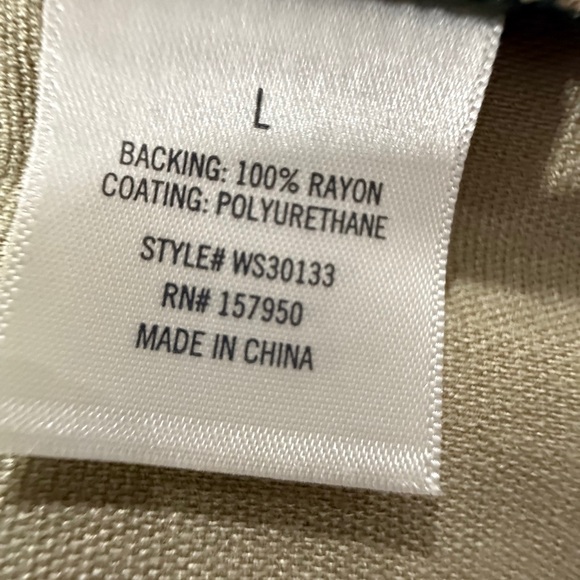 L
BACKING: 100% RAYON
COATING: POLYURETHANE
STYLE# WS30133
RN# 157950
MADE IN CHINA